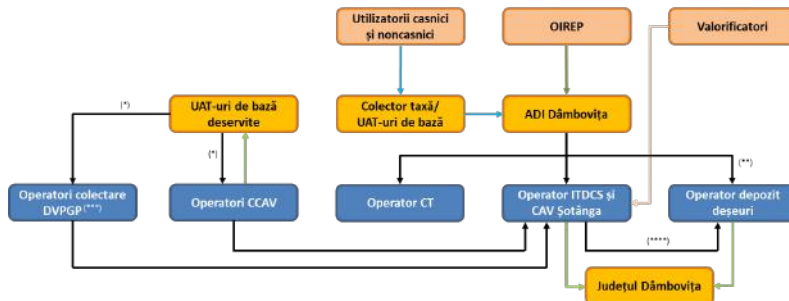 Utilizatorii casnici
și noncasnici
OIREP
Valorificatori
(*)
UAT-uri de bază
deservite
Colector taxă/
UAT-uri de bază
ADI Dâmbovița
(*)
(**)
Operatori colectare
DVPGP(***)
Operatori CCAV
Operator CT
Operator ITDCS și
CAV Șotânga
Operator depozit
deșeuri
(****)
Județul Dâmbovița